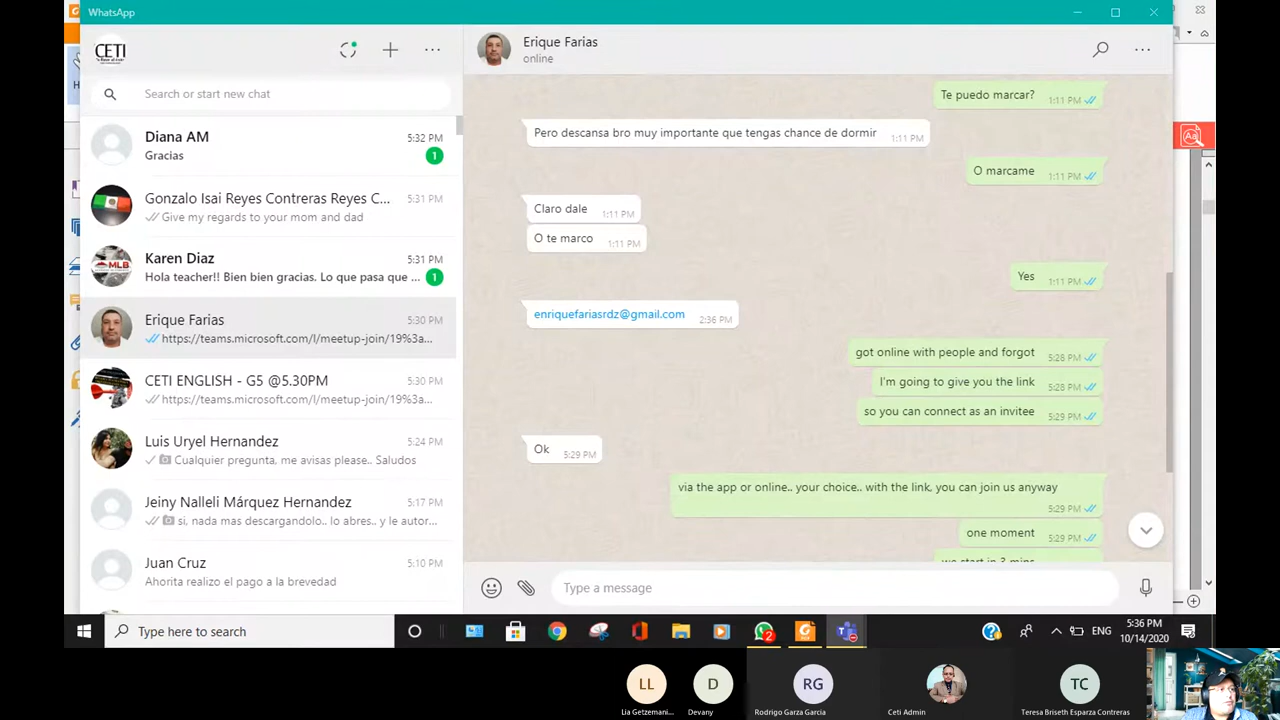 WhatsApp
CETI
Search or start new chat
Diana AM
5:32 PM
Gracias
1
Gonzalo Isai Reyes Contreras Reyes C...
5:31 PM
Give my regards to your mom and dad
MLB
Karen Diaz
5:31 PM
Hola teacher!! Bien bien gracias. Lo que pasa que ...
1
Erique Farias
5:30 PM
https://teams.microsoft.com/l/meetup-join/19%3a...
CETI ENGLISH - G5 @5.30PM
5:30 PM
https://teams.microsoft.com/l/meetup-join/19%3a...
Luis Uryel Hernandez
5:24 PM
Cualquier pregunta, me avisas please.. Saludos
Jeiny Nalleli Márquez Hernandez
5:17 PM
si, nada mas descargandolo.. lo abres.. y le autor...
Juan Cruz
5:10 PM
Ahorita realizo el pago a la brevedad
Erique Farias
online
Te puedo marcar? 1:11 PM
Pero descansa bro muy importante que tengas chance de dormir 1:11 PM
O marcame 1:11 PM
Claro dale 1:11 PM
O te marco 1:11 PM
Yes 1:11 PM
enriquefariasrdz@gmail.com 2:36 PM
got online with people and forgot 5:28 PM
I'm going to give you the link 5:28 PM
so you can connect as an invitee 5:29 PM
Ok 5:29 PM
via the app or online.. your choice.. with the link, you can join us anyway
5:29 PM
one moment 5:29 PM
we start in 3 mins
Type a message
Type here to search
2
ENG
5:36 PM
10/14/2020
LL
Lia Getzemani...
D
Devany
RG
Rodrigo Garza Garcia
Ceti Admin
TC
Teresa Briseth Esparza Contreras